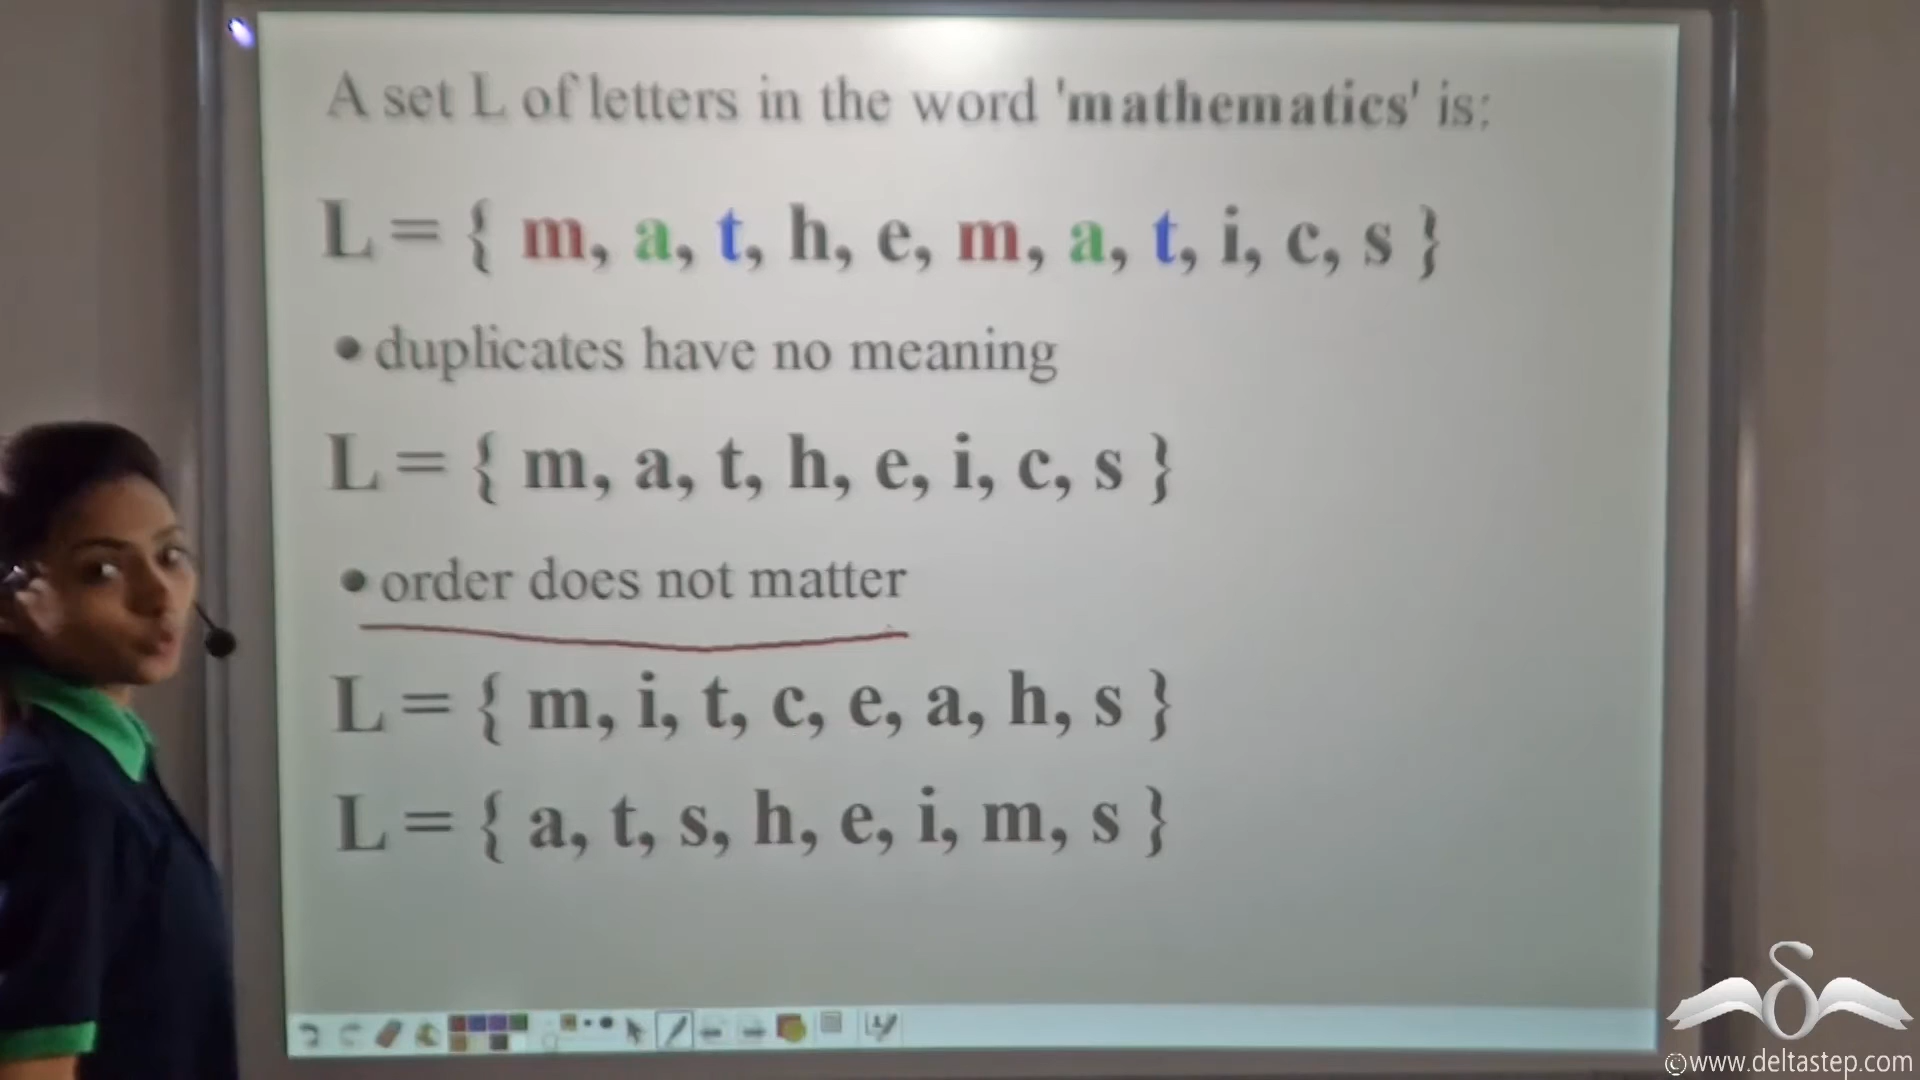 A set L of letters in the word 'mathematics' is:
L = { m, a, t, h, e, m, a, t, i, c, s }
• duplicates have no meaning
L = { m, a, t, h, e, i, c, s }
• order does not matter
L = { m, i, t, c, e, a, h, s }
L = { a, t, s, h, e, i, m, s }
©www.deltastep.com